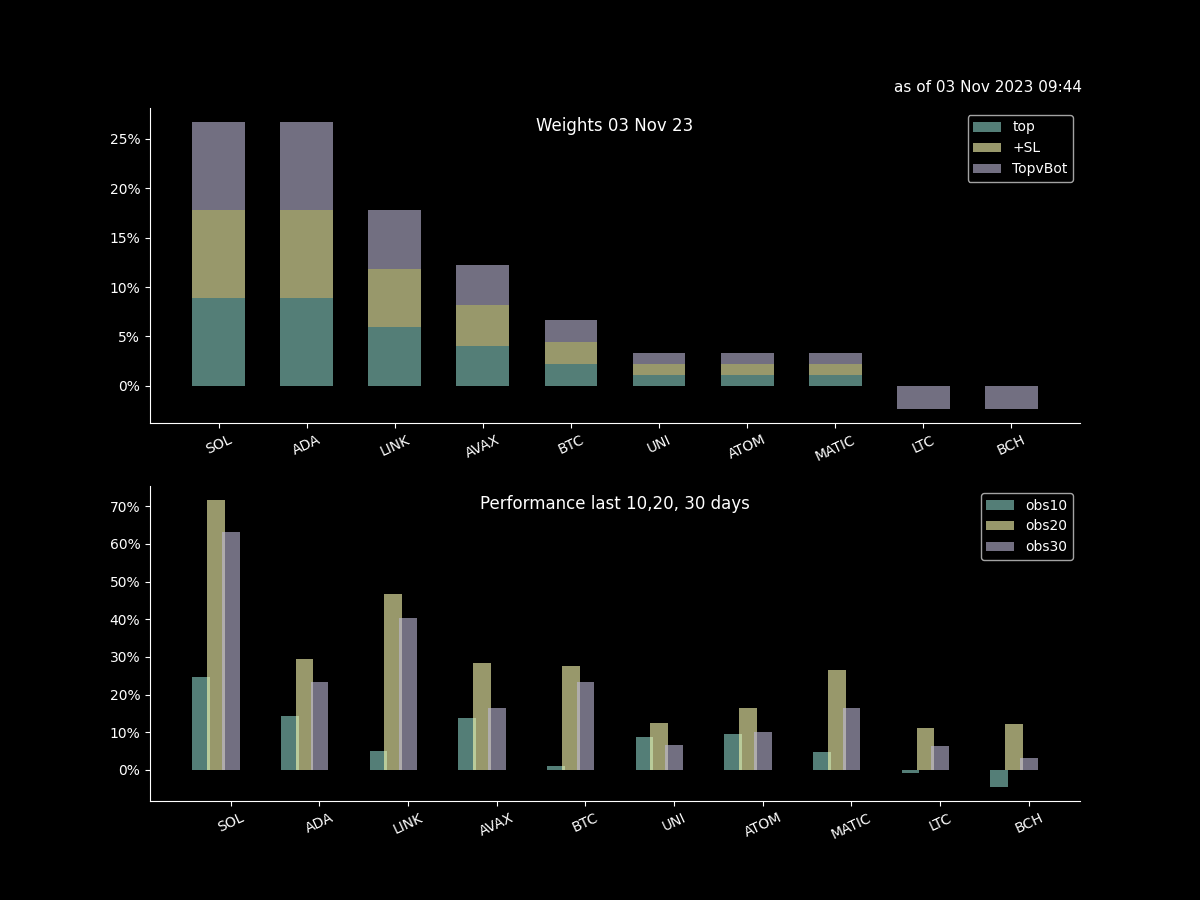 as of 03 Nov 2023 09:44
Weights 03 Nov 23
top
+SL
TopvBot
25%
20%
15%
10%
5%
0%
SOL ADA LINK AVAX BTC UNI ATOM MATIC LTC BCH
Performance last 10,20, 30 days
obs10
obs20
obs30
70%
60%
50%
40%
30%
20%
10%
0%
SOL ADA LINK AVAX BTC UNI ATOM MATIC LTC BCH